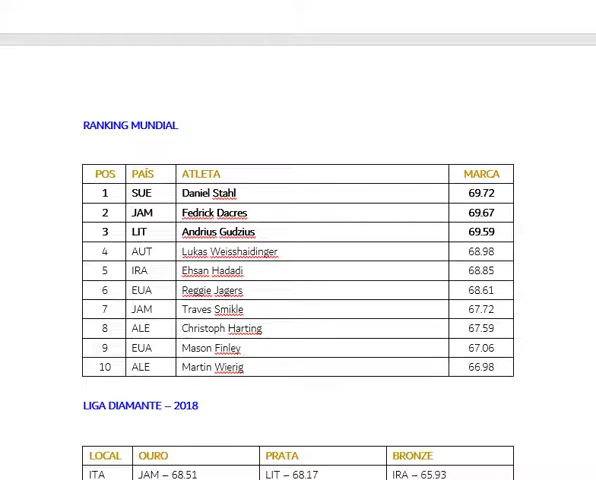 RANKING MUNDIAL
POS PAÍS ATLETA MARCA
1 SUE Daniel Stahl 69.72
2 JAM Fedrick Dacres 69.67
3 LIT Andrius Gudzius 69.59
4 AUT Lukas Weisshaidinger 68.98
5 IRA Ehsan Hadadi 68.85
6 EUA Reggie Jagers 68.61
7 JAM Traves Smikle 67.72
8 ALE Christoph Harting 67.59
9 EUA Mason Finley 67.06
10 ALE Martin Wierig 66.98
LIGA DIAMANTE – 2018
LOCAL OURO PRATA BRONZE
ITA JAM – 68.51 LIT – 68.17 IRA – 65.93